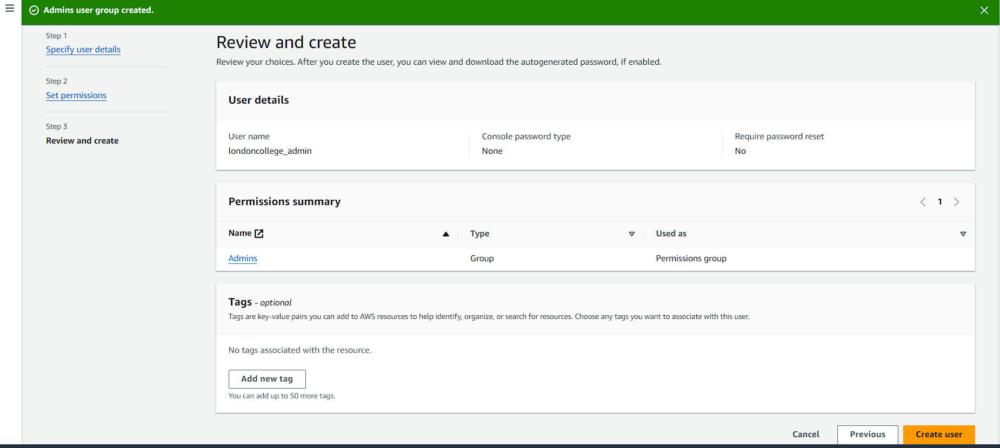 Admins user group created.
Step 1
Specify user details
Step 2
Set permissions
Step 3
Review and create
Review and create
Review your choices. After you create the user, you can view and download the autogenerated password, if enabled.
User details
User name
londoncollege_admin
Console password type
None
Require password reset
No
Permissions summary
1
Name
Type
Used as
Admins
Group
Permissions group
Tags - optional
Tags are key-value pairs you can add to AWS resources to help identify, organize, or search for resources. Choose any tags you want to associate with this user.
No tags associated with the resource.
Add new tag
You can add up to 50 more tags.
Cancel
Previous
Create user